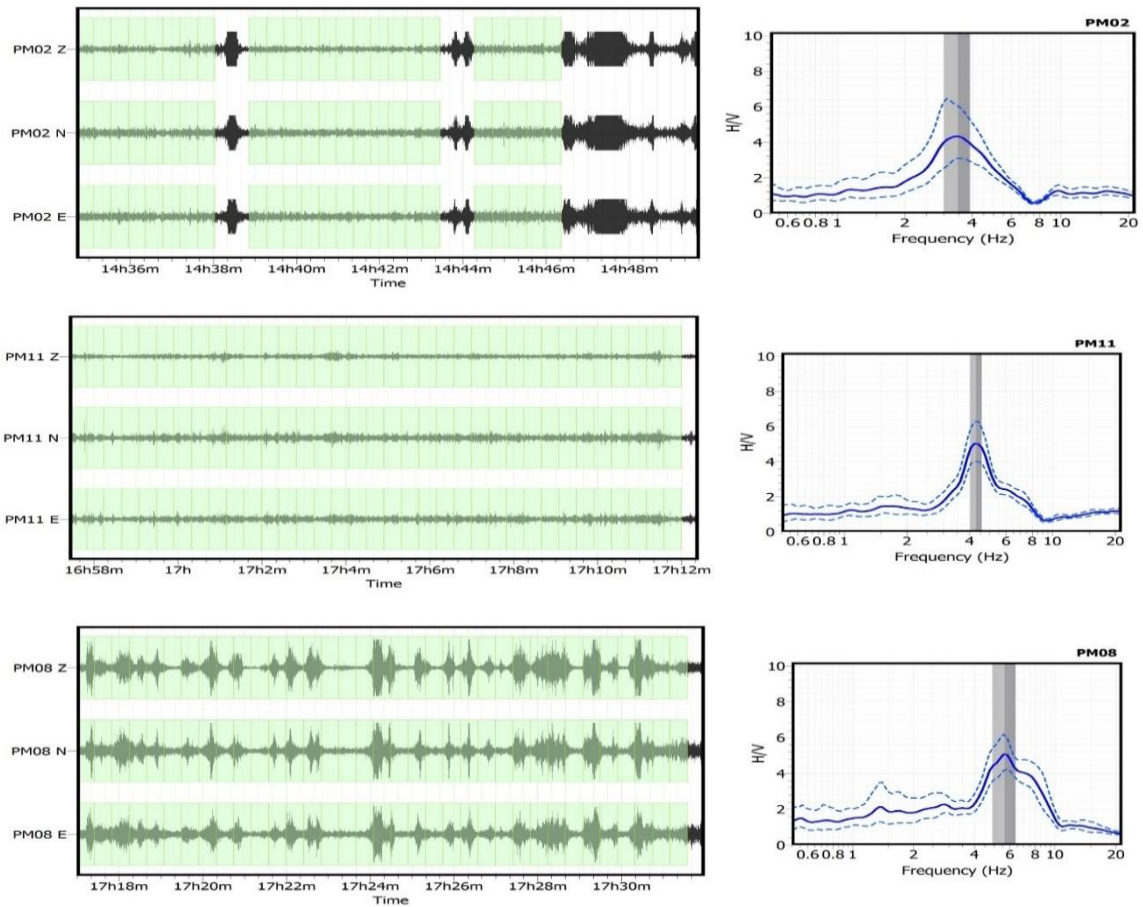 PM02
PM02 Z
PM02 N
PM02 E
14h36m 14h38m 14h40m 14h42m 14h44m 14h46m 14h48m
Time
10
8
6
4
2
0
H/V
0.6 0.8 1 2 4 6 8 10 20
Frequency (Hz)
PM11
PM11 Z
PM11 N
PM11 E
16h58m 17h 17h2m 17h4m 17h6m 17h8m 17h10m 17h12m
Time
10
8
6
4
2
0
H/V
0.6 0.8 1 2 4 6 8 10 20
Frequency (Hz)
PM08
PM08 Z
PM08 N
PM08 E
17h18m 17h20m 17h22m 17h24m 17h26m 17h28m 17h30m
Time
10
8
6
4
2
0
H/V
0.6 0.8 1 2 4 6 8 10 20
Frequency (Hz)